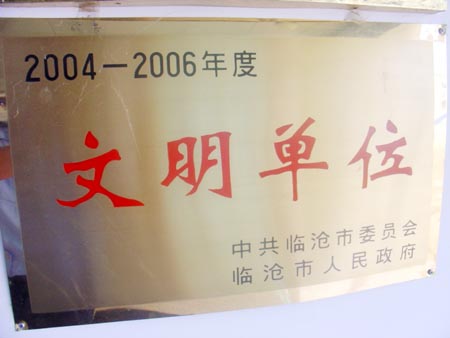 2004—2006年度
文明单位
中共临沧市委员会
临沧市人民政府